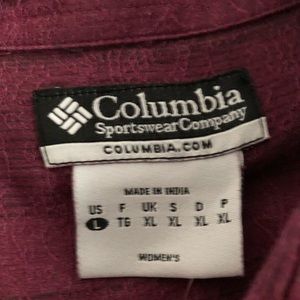 Columbia
Sportswear Company
COLUMBIA.COM
MADE IN INDIA
US F UK S D P
L TG XL XL XL XL
WOMEN'S